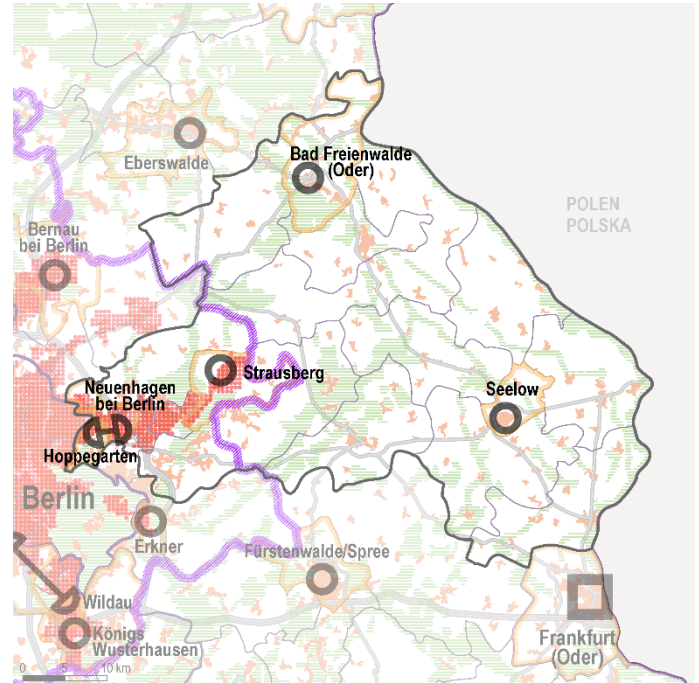 Eberswalde
Bad Freienwalde
(Oder)
POLEN
POLSKA
Bernau
bei Berlin
Strausberg
Neuenhagen
bei Berlin
Seelow
Hoppegarten
Berlin
Erkner
Fürstenwalde/Spree
Wildau
Königs
Wusterhausen
Frankfurt
(Oder)
0 5 10 km